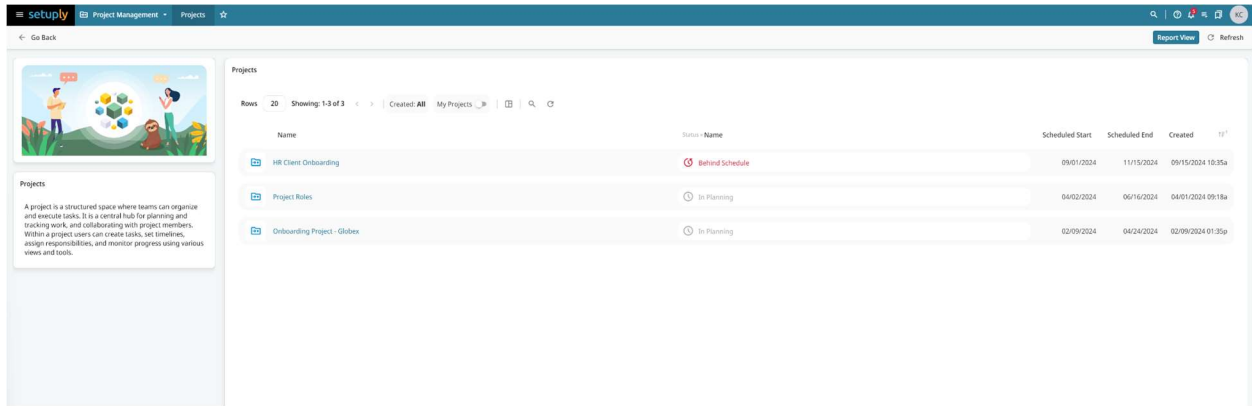 setuply Project Management Projects
KC
Go Back
Report View Refresh
Projects
A project is a structured space where teams can organize
and execute tasks. It is a central hub for planning and
tracking work, and collaborating with project members.
Within a project users can create tasks, set timelines,
assign responsibilities, and monitor progress using various
views and tools.
Projects
Rows 20 Showing: 1-3 of 3 Created: All My Projects
Name Status › Name Scheduled Start Scheduled End Created
HR Client Onboarding Behind Schedule 09/01/2024 11/15/2024 09/15/2024 10:35a
Project Roles In Planning 04/02/2024 06/16/2024 04/01/2024 09:18a
Onboarding Project - Globex In Planning 02/09/2024 04/24/2024 02/09/2024 01:35p